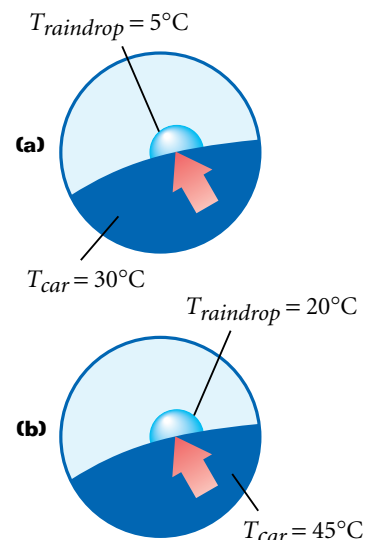 T_raindrop = 5°C
(a)
T_car = 30°C
T_raindrop = 20°C
(b)
T_car = 45°C